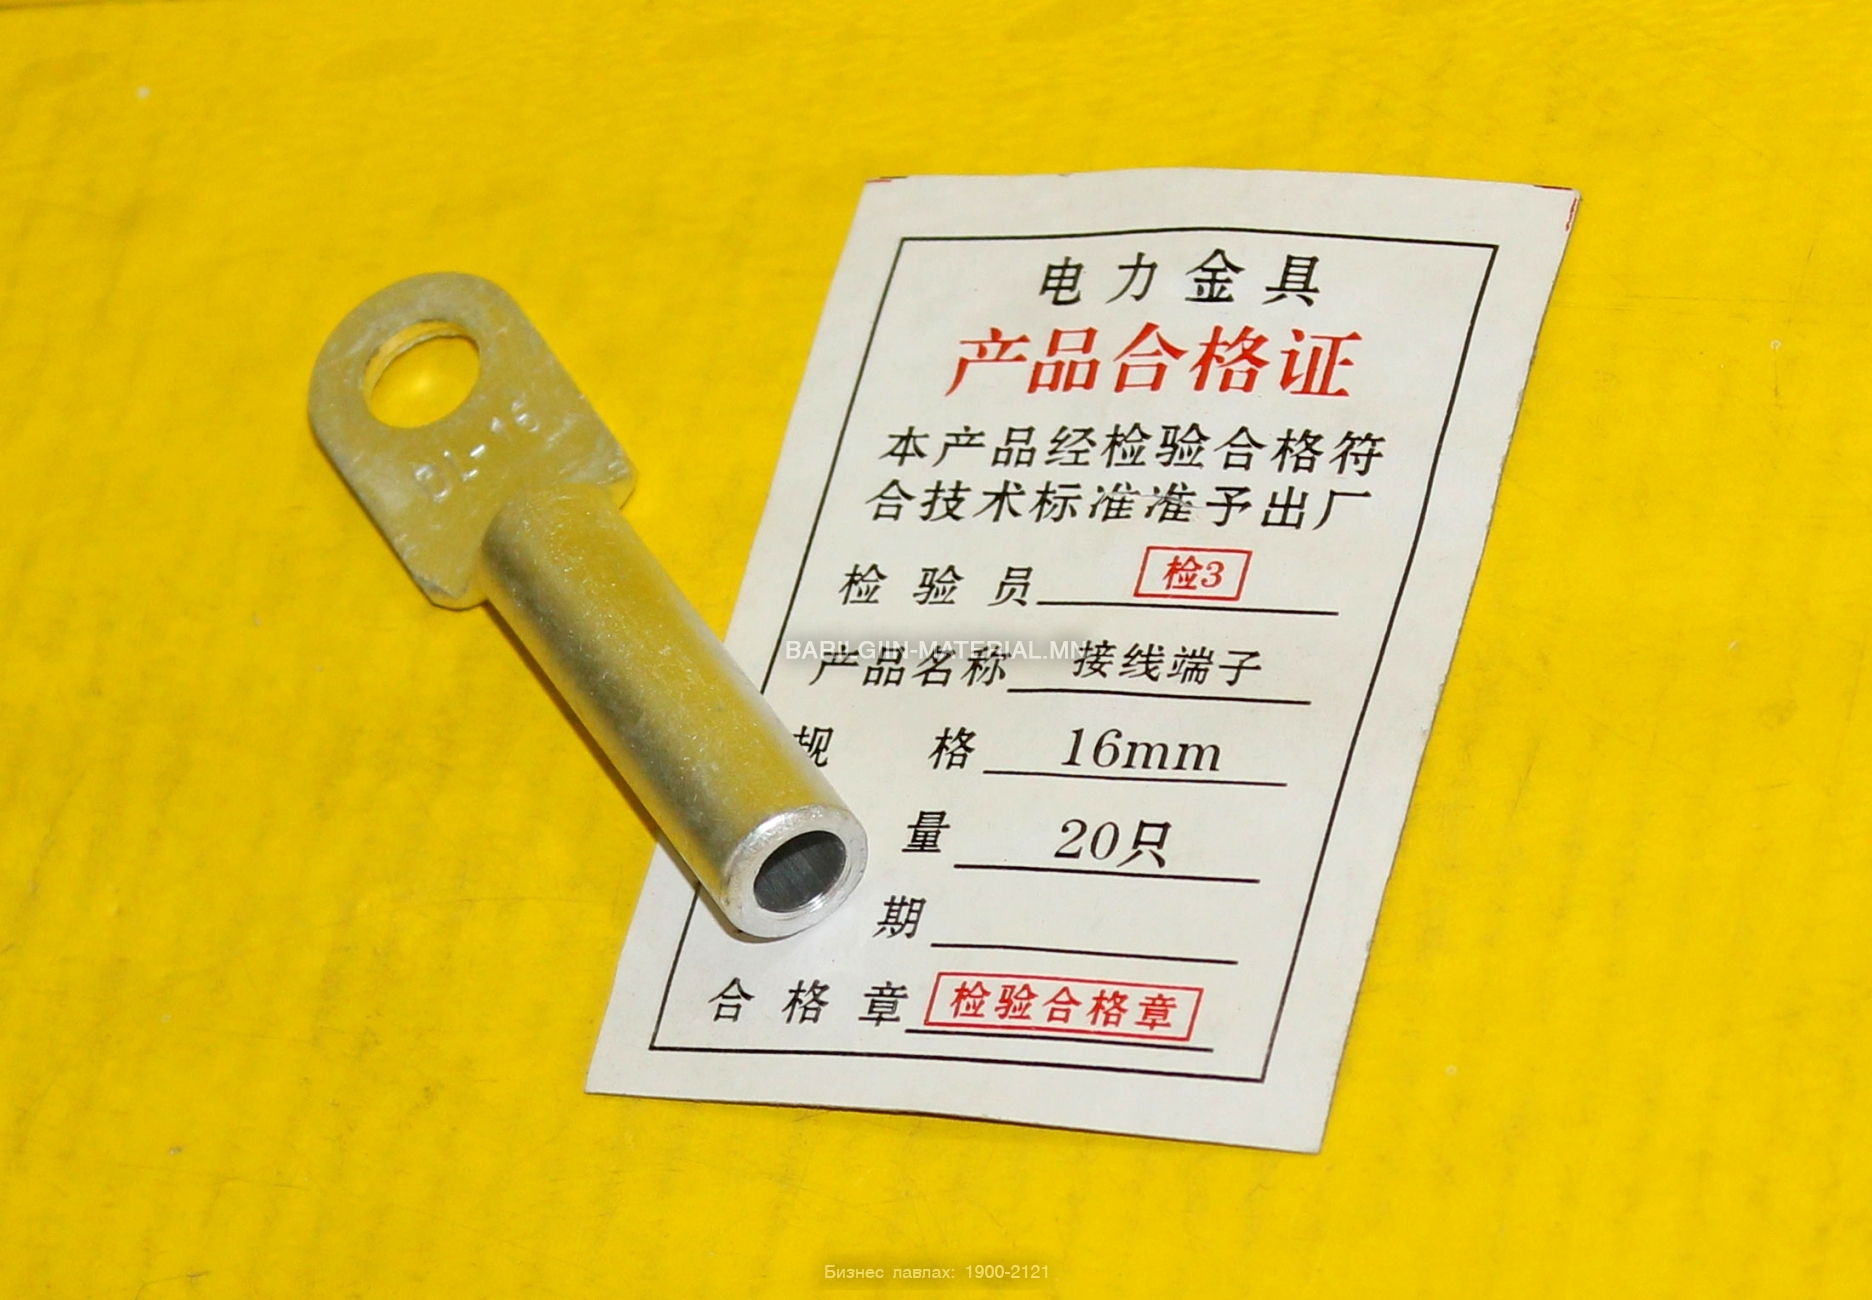 电力金具
产品合格证
本产品经检验合格符
合技术标准准予出厂
检验员 检3
产品名称 接线端子
规格 16mm
量 20只
期
合格章 检验合格章
DL-16
BARILGIIN-MATERIAL.MN
Бизнес лавлах: 1900-2121